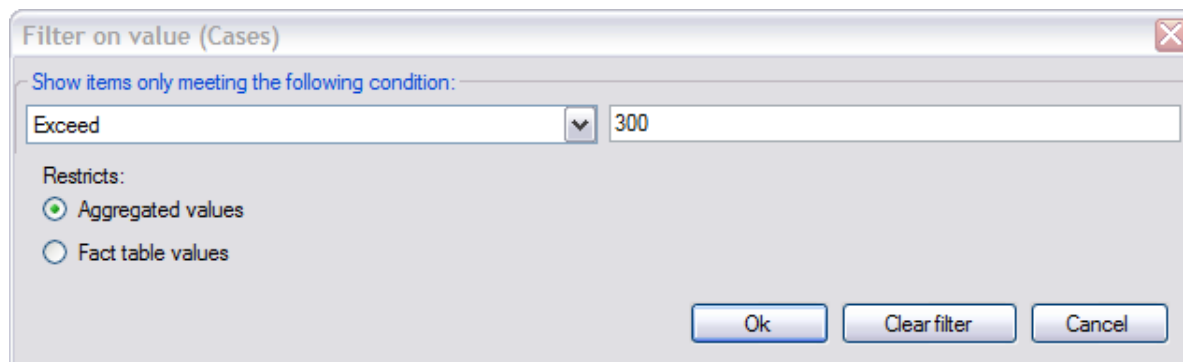 Filter on value (Cases)
Show items only meeting the following condition:
Exceed 300
Restricts:
Aggregated values
Fact table values
Ok Clear filter Cancel